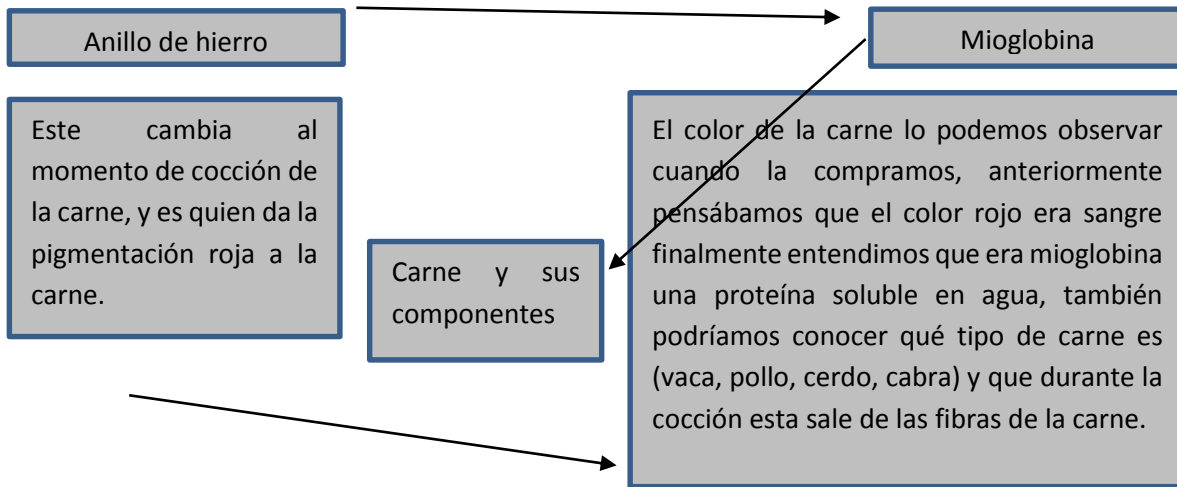 Anillo de hierro
Mioglobina
Este cambia al
momento de cocción de
la carne, y es quien da la
pigmentación roja a la
carne.
Carne y sus
componentes
El color de la carne lo podemos observar
cuando la compramos, anteriormente
pensábamos que el color rojo era sangre
finalmente entendimos que era mioglobina
una proteína soluble en agua, también
podríamos conocer qué tipo de carne es
(vaca, pollo, cerdo, cabra) y que durante la
cocción esta sale de las fibras de la carne.